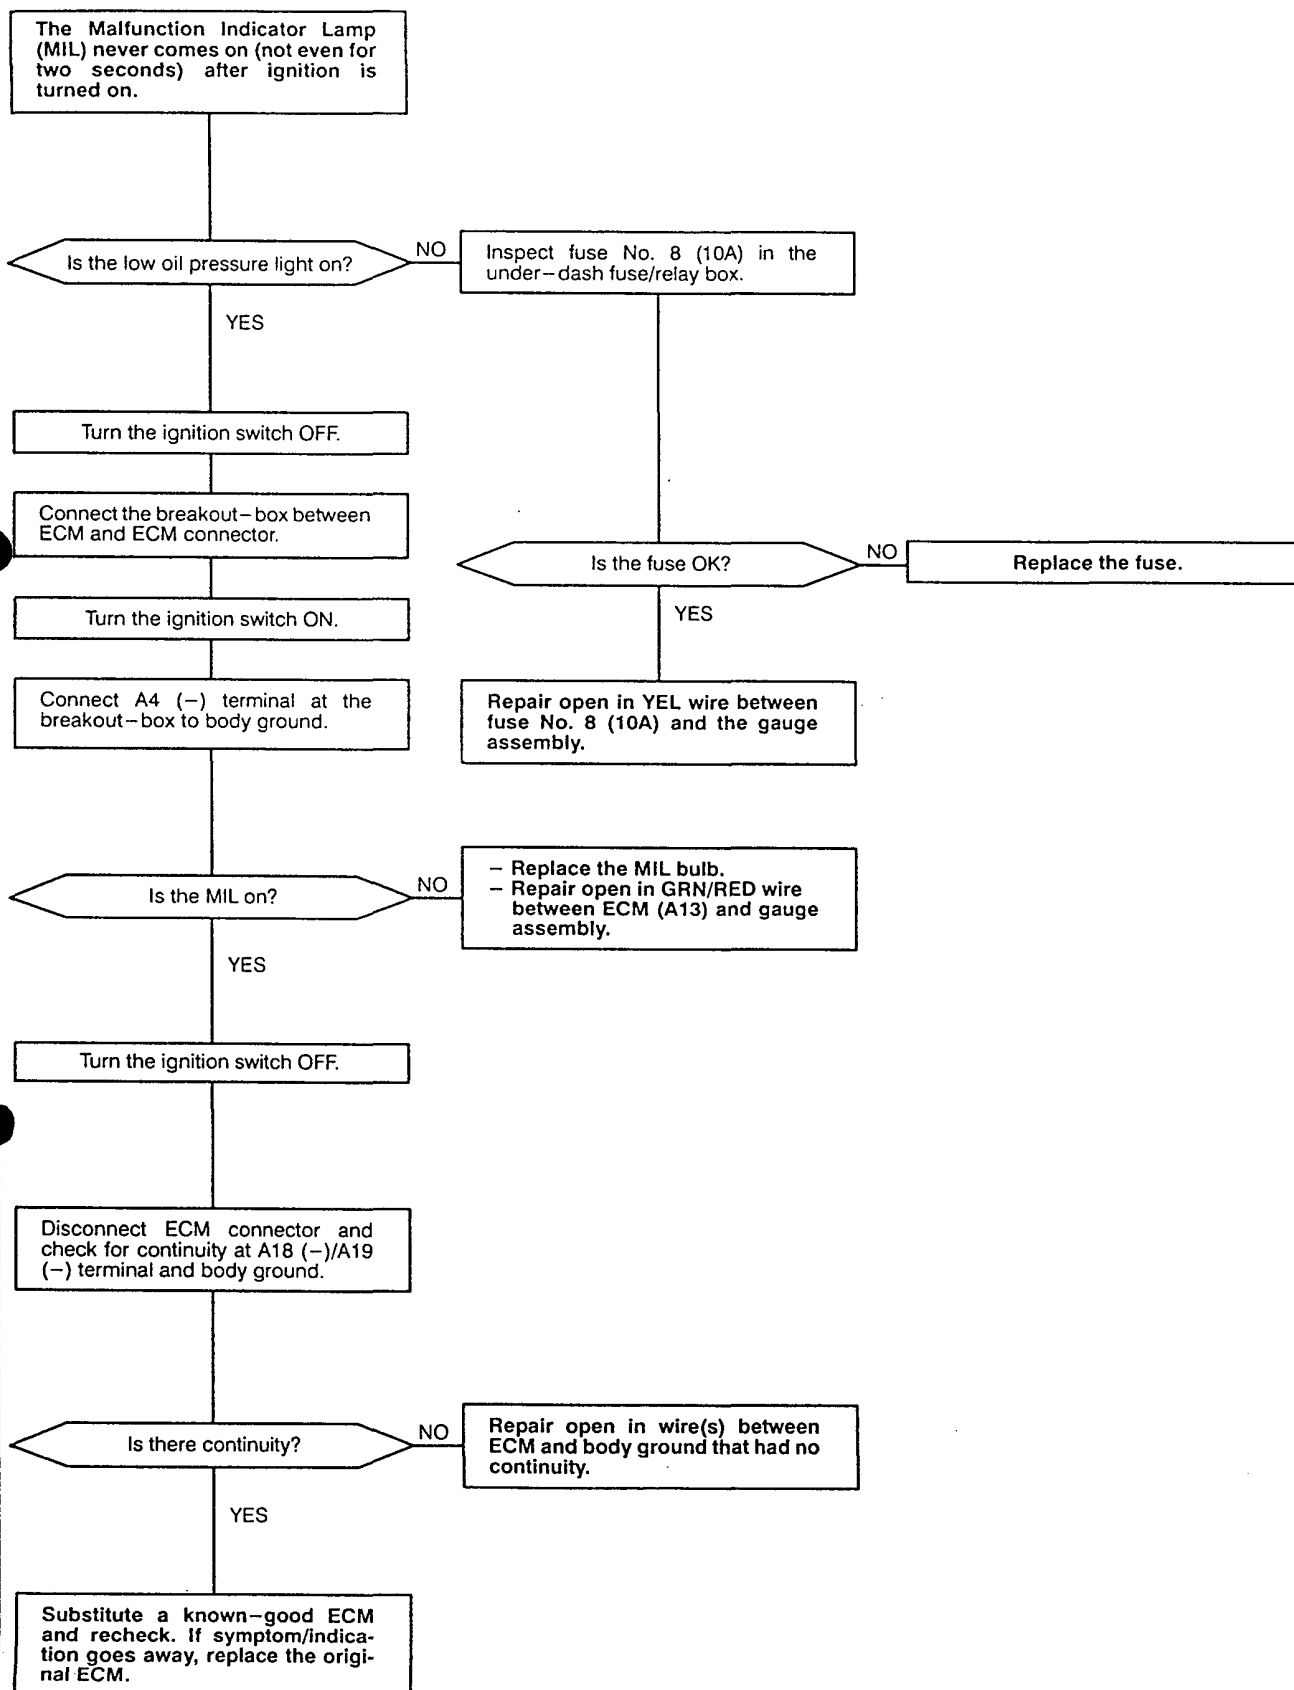 The Malfunction Indicator Lamp
(MIL) never comes on (not even for
two seconds) after ignition is
turned on.
Is the low oil pressure light on?
NO
Inspect fuse No. 8 (10A) in the
under–dash fuse/relay box.
YES
Turn the ignition switch OFF.
Connect the breakout–box between
ECM and ECM connector.
Is the fuse OK?
NO
Replace the fuse.
Turn the ignition switch ON.
YES
Connect A4 (–) terminal at the
breakout–box to body ground.
Repair open in YEL wire between
fuse No. 8 (10A) and the gauge
assembly.
Is the MIL on?
NO
– Replace the MIL bulb.
– Repair open in GRN/RED wire
between ECM (A13) and gauge
assembly.
YES
Turn the ignition switch OFF.
Disconnect ECM connector and
check for continuity at A18 (–)/A19
(–) terminal and body ground.
Is there continuity?
NO
Repair open in wire(s) between
ECM and body ground that had no
continuity.
YES
Substitute a known–good ECM
and recheck. If symptom/indica-
tion goes away, replace the origi-
nal ECM.